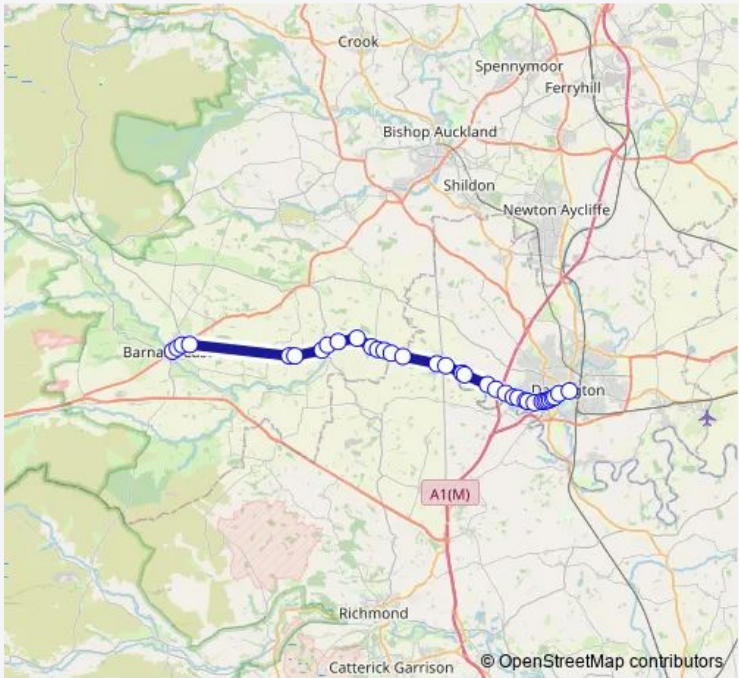 Crook
Spennymoor
Ferryhill
Bishop Auckland
Shildon
Newton Aycliffe
A1(M)
Richmond
Catterick Garrison
© OpenStreetMap contributors